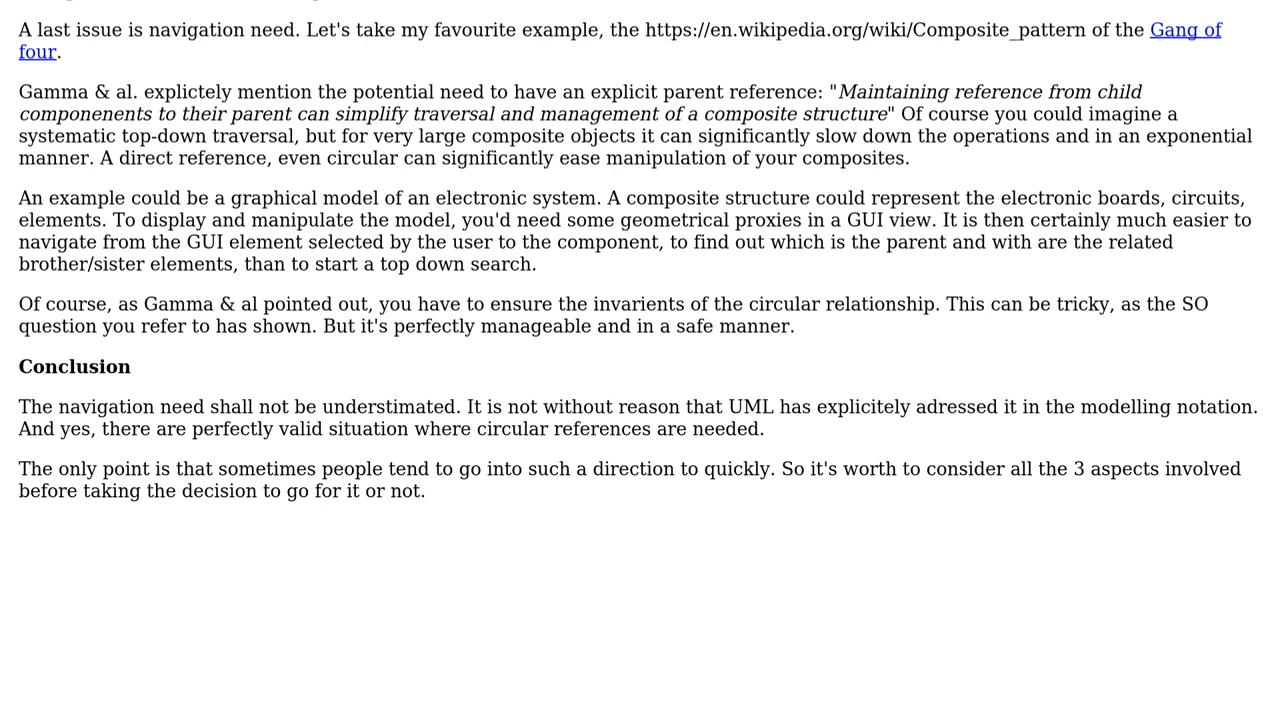 A last issue is navigation need. Let's take my favourite example, the https://en.wikipedia.org/wiki/Composite_pattern of the Gang of
four.
Gamma & al. explictely mention the potential need to have an explicit parent reference: "Maintaining reference from child
componenents to their parent can simplify traversal and management of a composite structure" Of course you could imagine a
systematic top-down traversal, but for very large composite objects it can significantly slow down the operations and in an exponential
manner. A direct reference, even circular can significantly ease manipulation of your composites.
An example could be a graphical model of an electronic system. A composite structure could represent the electronic boards, circuits,
elements. To display and manipulate the model, you'd need some geometrical proxies in a GUI view. It is then certainly much easier to
navigate from the GUI element selected by the user to the component, to find out which is the parent and with are the related
brother/sister elements, than to start a top down search.
Of course, as Gamma & al pointed out, you have to ensure the invarients of the circular relationship. This can be tricky, as the SO
question you refer to has shown. But it's perfectly manageable and in a safe manner.
Conclusion
The navigation need shall not be understimated. It is not without reason that UML has explicitely adressed it in the modelling notation.
And yes, there are perfectly valid situation where circular references are needed.
The only point is that sometimes people tend to go into such a direction to quickly. So it's worth to consider all the 3 aspects involved
before taking the decision to go for it or not.